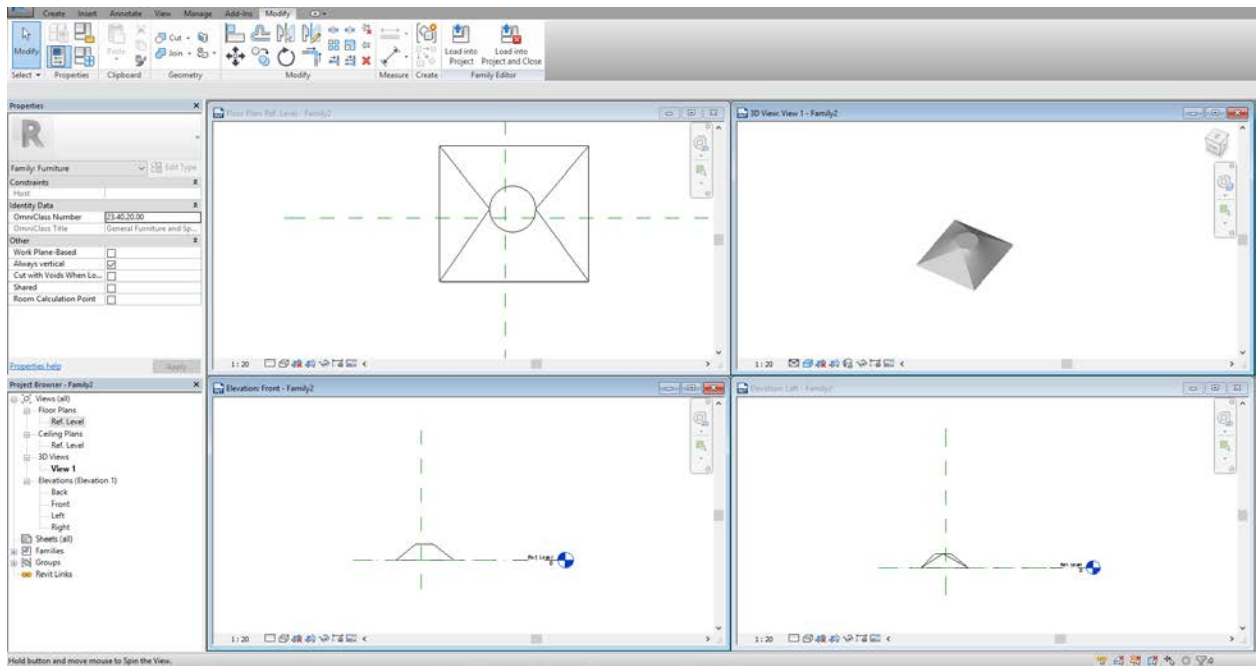 Create Insert Annotate View Manage Add-Ins Modify
Modify
Paste
Cut
Join
Load into Project
Load into Project and Close
Select Properties Clipboard Geometry Modify Measure Create Family Editor
Properties
R
Family: Furniture
Edit Type
Constraints
Host
Identity Data
OmniClass Number 23.40.20.00
OmniClass Title General Furniture and Sp...
Other
Work Plane-Based
Always vertical
Cut with Voids When Lo...
Shared
Room Calculation Point
Properties help
Apply
Project Browser - Family2
Views (all)
Floor Plans
Ref. Level
Ceiling Plans
Ref. Level
3D Views
View 1
Elevations (Elevation 1)
Back
Front
Left
Right
Sheets (all)
Families
Groups
Revit Links
Floor Plan: Ref. Level - Family2
1 : 20
3D View: View 1 - Family2
1 : 20
Elevation: Front - Family2
Ref. Level
1 : 20
Elevation: Left - Family2
Ref. Level
1 : 20
Hold button and move mouse to Spin the View.